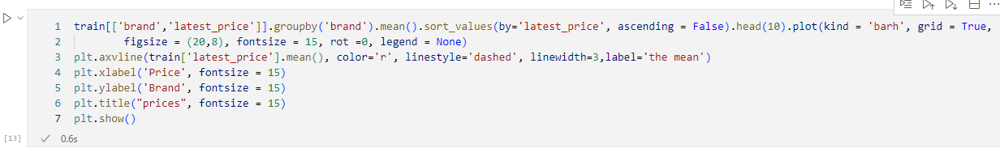 1 train[['brand','latest_price']].groupby('brand').mean().sort_values(by='latest_price', ascending = False).head(10).plot(kind = 'barh', grid = True,
2 figsize = (20,8), fontsize = 15, rot =0, legend = None)
3 plt.axvline(train['latest_price'].mean(), color='r', linestyle='dashed', linewidth=3,label='the mean')
4 plt.xlabel('Price', fontsize = 15)
5 plt.ylabel('Brand', fontsize = 15)
6 plt.title("prices", fontsize = 15)
7 plt.show()
[13] 0.6s